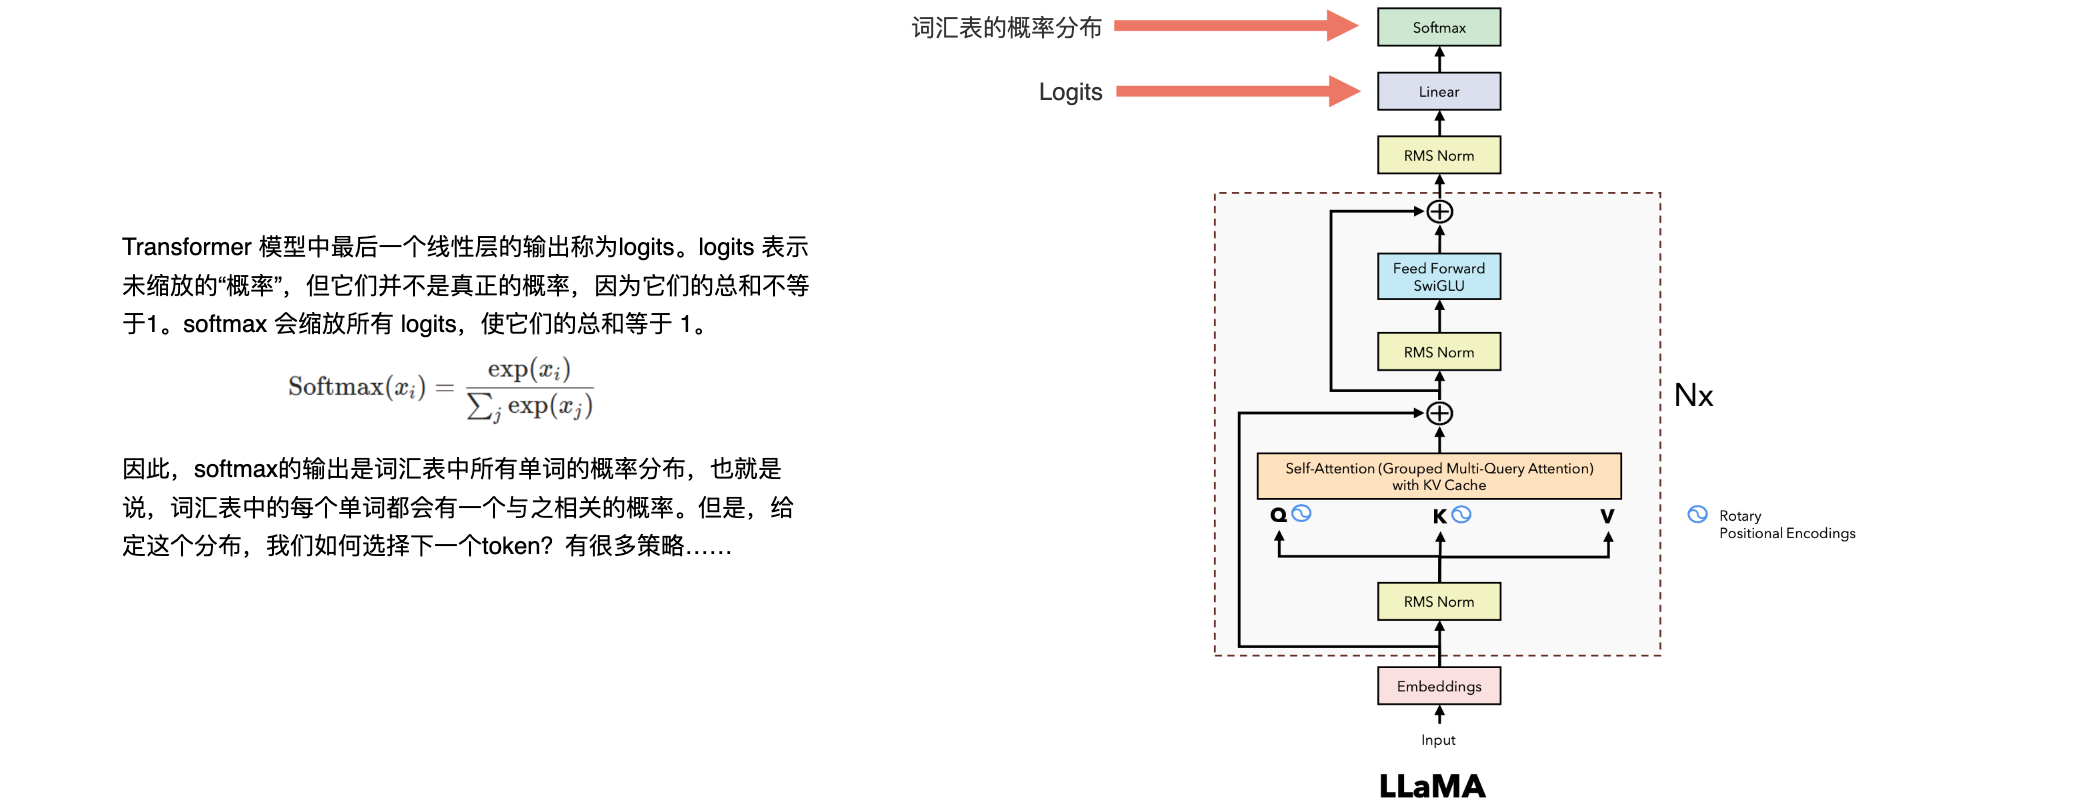 Transformer 模型中最后一个线性层的输出称为logits。logits 表示
未缩放的“概率”，但它们并不是真正的概率，因为它们的总和不等
于1。softmax 会缩放所有 logits，使它们的总和等于 1。
Softmax(x_i) = exp(x_i) / ∑_j exp(x_j)
因此，softmax的输出是词汇表中所有单词的概率分布，也就是
说，词汇表中的每个单词都会有一个与之相关的概率。但是，给
定这个分布，我们如何选择下一个token？有很多策略……
词汇表的概率分布
Softmax
Logits
Linear
RMS Norm
Feed Forward
SwiGLU
RMS Norm
Nx
Self-Attention (Grouped Multi-Query Attention)
with KV Cache
Q
K
V
Rotary
Positional Encodings
RMS Norm
Embeddings
Input
LLaMA